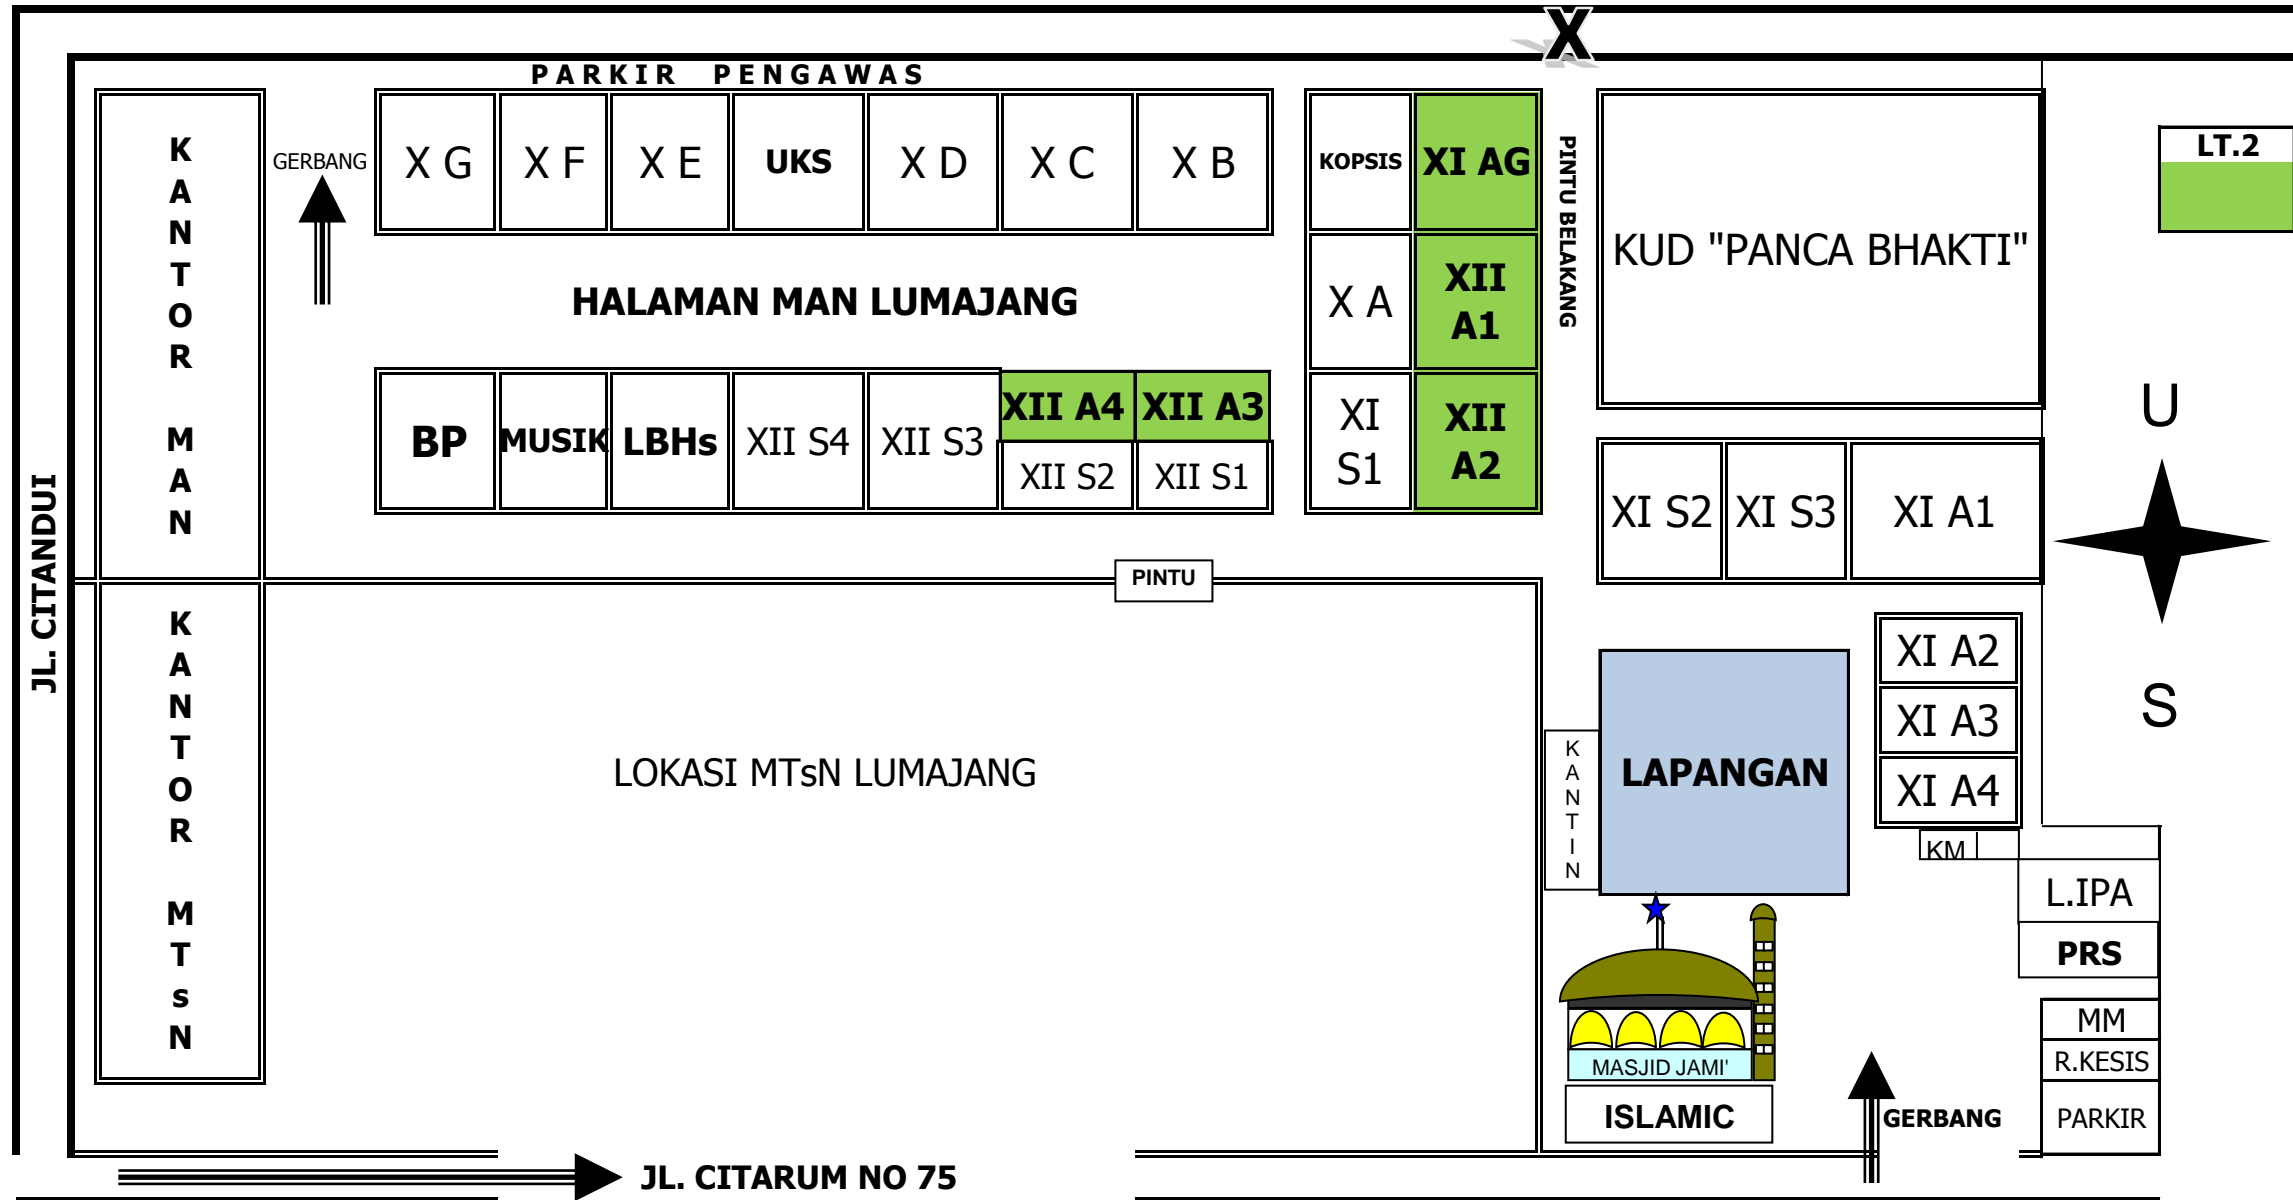 X
PARKIR PENGAWAS
KANTOR MAN
GERBANG
X G
X F
X E
UKS
X D
X C
X B
KOPSIS
XI AG
PINTU BELAKANG
KUD "PANCA BHAKTI"
LT.2
HALAMAN MAN LUMAJANG
X A
XII
A1
U
BP
MUSIK
LBHs
XII S4
XII S3
XII A4
XII A3
XII S2
XII S1
XI
S1
XII
A2
XI S2
XI S3
XI A1
JL. CITANDUI
PINTU
KANTOR MTsN
S
XI A2
XI A3
XI A4
LOKASI MTsN LUMAJANG
KANTIN
LAPANGAN
KM
L.IPA
PRS
MM
R.KESIS
PARKIR
MASJID JAMI'
ISLAMIC
GERBANG
JL. CITARUM NO 75